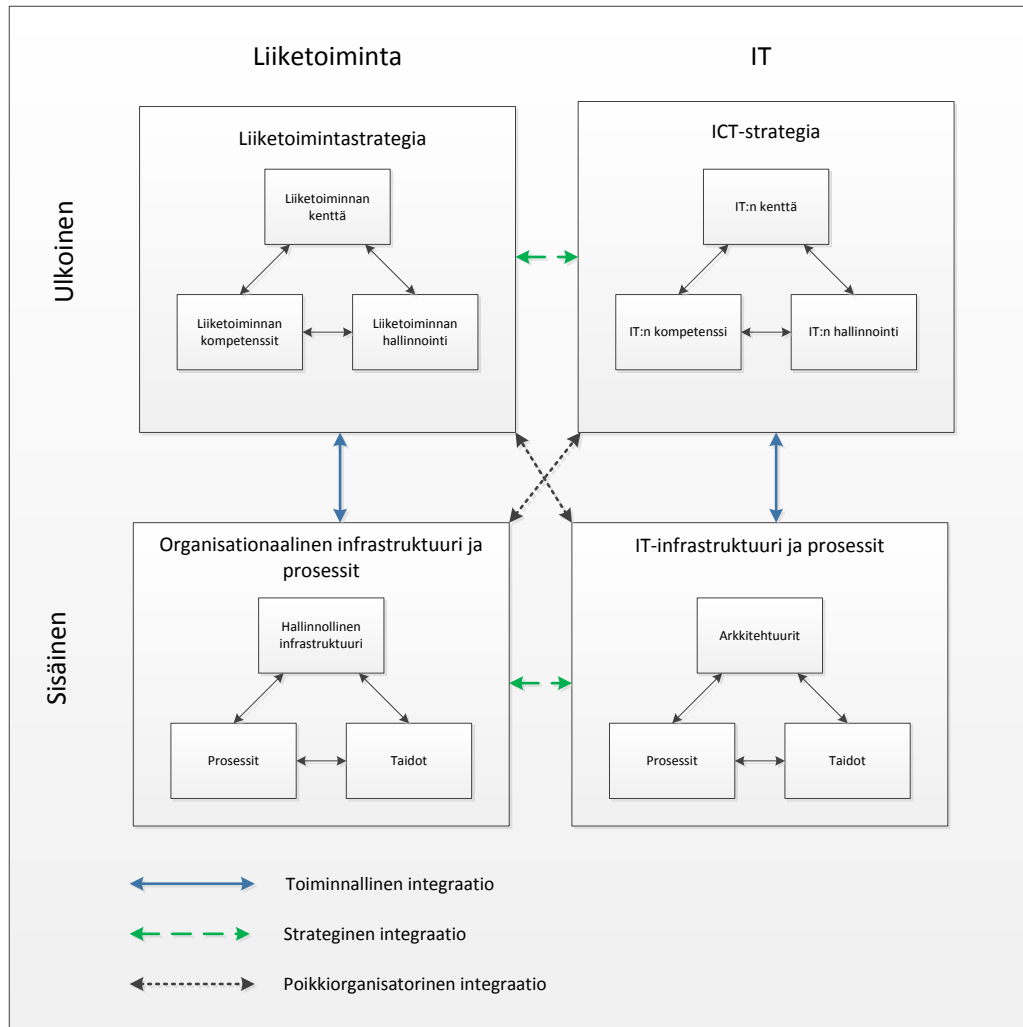 Liiketoiminta
IT
Ulkoinen
Liiketoimintastrategia
Liiketoiminnan
kenttä
Liiketoiminnan
kompetenssit
Liiketoiminnan
hallinnointi
ICT-strategia
IT:n kenttä
IT:n kompetenssi
IT:n hallinnointi
Sisäinen
Organisationaalinen infrastruktuuri ja
prosessit
Hallinnollinen
infrastruktuuri
Prosessit
Taidot
IT-infrastruktuuri ja prosessit
Arkkitehtuurit
Prosessit
Taidot
Toiminnallinen integraatio
Strateginen integraatio
Poikkiorganisatorinen integraatio